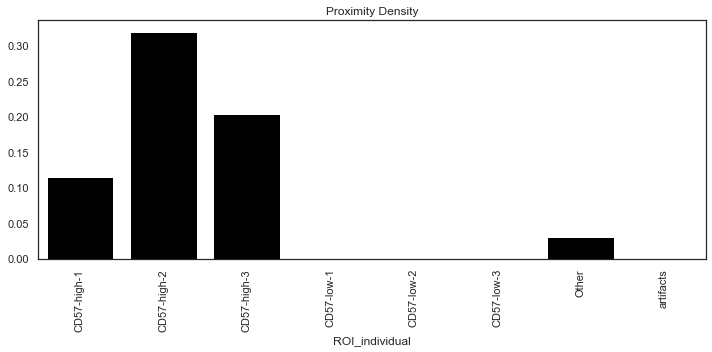 Proximity Density
0.30
0.25
0.20
0.15
0.10
0.05
0.00
CD57-high-1
CD57-high-2
CD57-high-3
CD57-low-1
CD57-low-2
CD57-low-3
Other
artifacts
ROI_individual